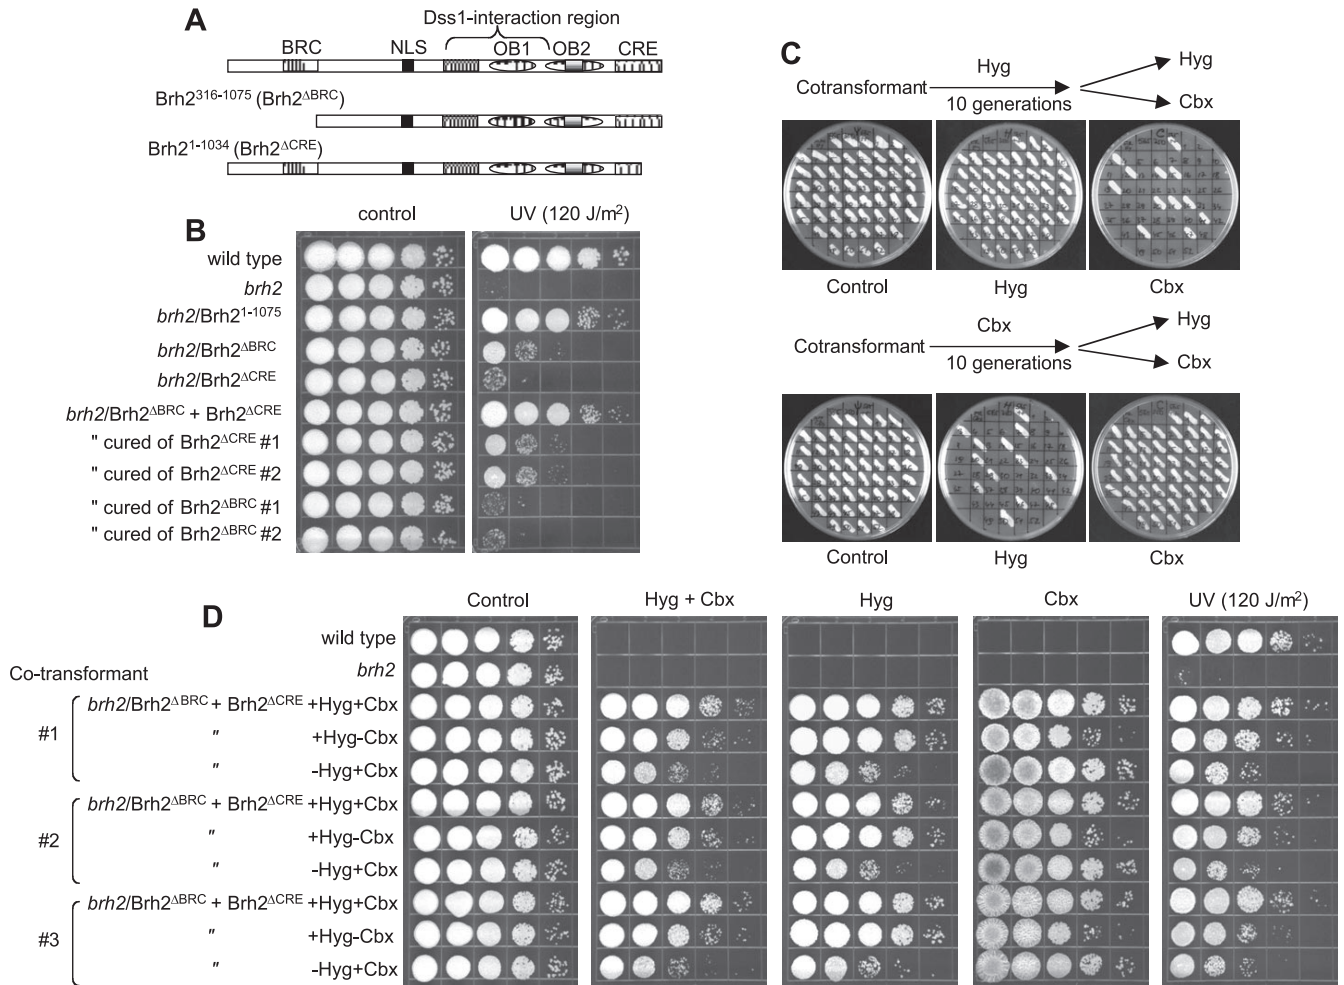 A
Dss1-interaction region
BRC NLS OB1 OB2 CRE
Brh2316-1075 (Brh2ΔBRC)
Brh21-1034 (Brh2ΔCRE)
B
control UV (120 J/m2)
wild type
brh2
brh2/Brh21-1075
brh2/Brh2ΔBRC
brh2/Brh2ΔCRE
brh2/Brh2ΔBRC + Brh2ΔCRE
" cured of Brh2ΔCRE #1
" cured of Brh2ΔCRE #2
" cured of Brh2ΔBRC #1
" cured of Brh2ΔBRC #2
C
Cotransformant Hyg 10 generations Hyg
Cbx
Control Hyg Cbx
Cotransformant Cbx 10 generations Hyg
Cbx
Control Hyg Cbx
D
Control Hyg + Cbx Hyg Cbx UV (120 J/m2)
wild type
brh2
Co-transformant
#1 brh2/Brh2ΔBRC + Brh2ΔCRE +Hyg+Cbx
" +Hyg-Cbx
" -Hyg+Cbx
#2 brh2/Brh2ΔBRC + Brh2ΔCRE +Hyg+Cbx
" +Hyg-Cbx
" -Hyg+Cbx
#3 brh2/Brh2ΔBRC + Brh2ΔCRE +Hyg+Cbx
" +Hyg-Cbx
" -Hyg+Cbx